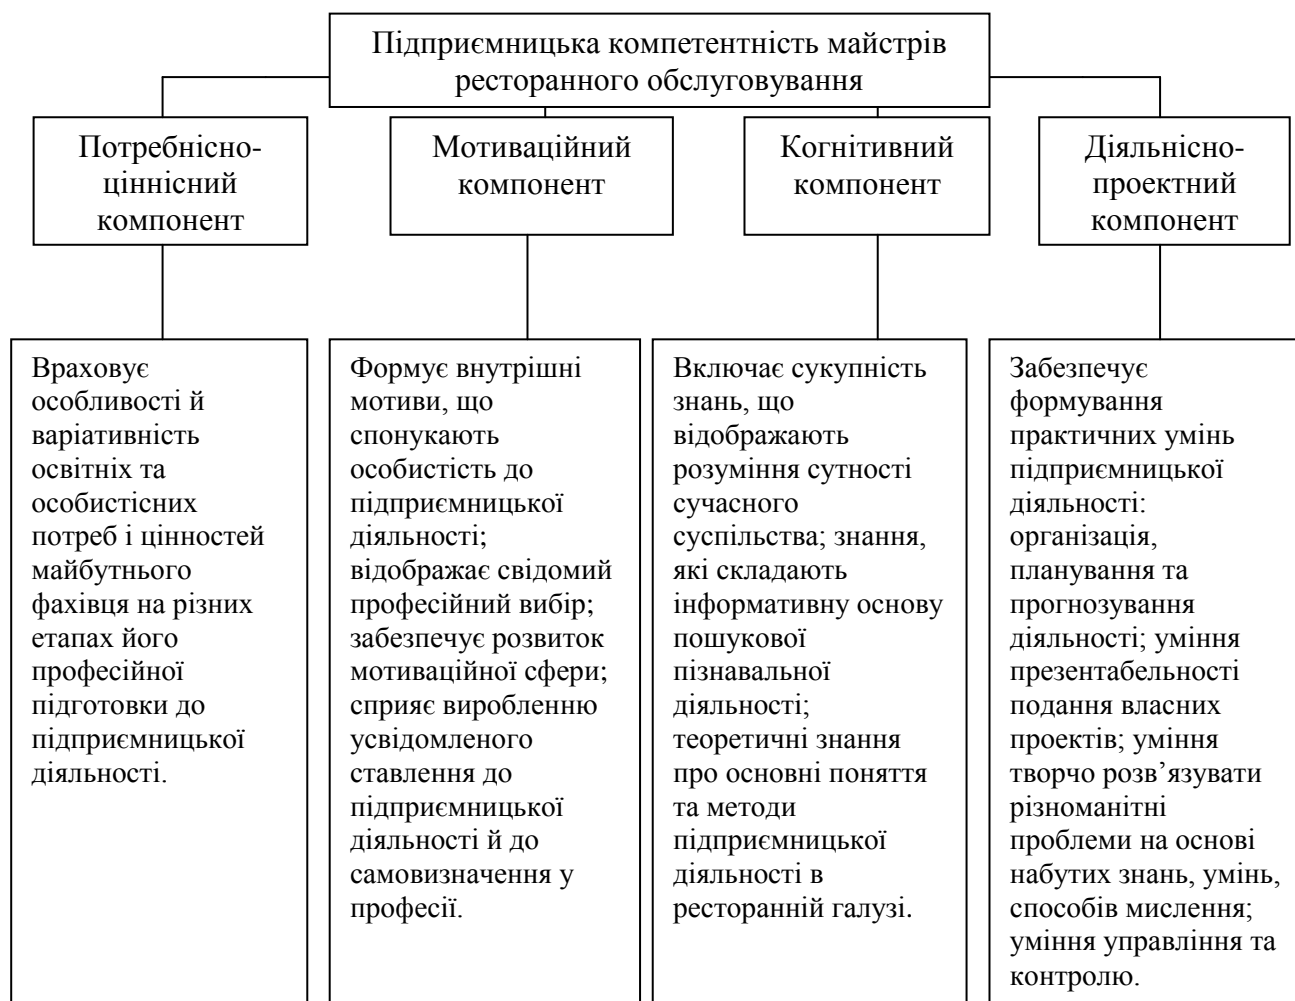 Підприємницька компетентність майстрів
ресторанного обслуговування
Потребнісно-
ціннісний
компонент
Мотиваційний
компонент
Когнітивний
компонент
Діяльнісно-
проектний
компонент
Враховує
особливості й
варіативність
освітніх та
особистісних
потреб і цінностей
майбутнього
фахівця на різних
етапах його
професійної
підготовки до
підприємницької
діяльності.
Формує внутрішні
мотиви, що
спонукають
особистість до
підприємницької
діяльності;
відображає свідомий
професійний вибір;
забезпечує розвиток
мотиваційної сфери;
сприяє виробленню
усвідомленого
ставлення до
підприємницької
діяльності й до
самовизначення у
професії.
Включає сукупність
знань, що
відображають
розуміння сутності
сучасного
суспільства; знання,
які складають
інформативну основу
пошукової
пізнавальної
діяльності;
теоретичні знання
про основні поняття
та методи
підприємницької
діяльності в
ресторанній галузі.
Забезпечує
формування
практичних умінь
підприємницької
діяльності:
організація,
планування та
прогнозування
діяльності; уміння
презентабельності
подання власних
проектів; уміння
творчо розв’язувати
різноманітні
проблеми на основі
набутих знань, умінь,
способів мислення;
уміння управління та
контролю.